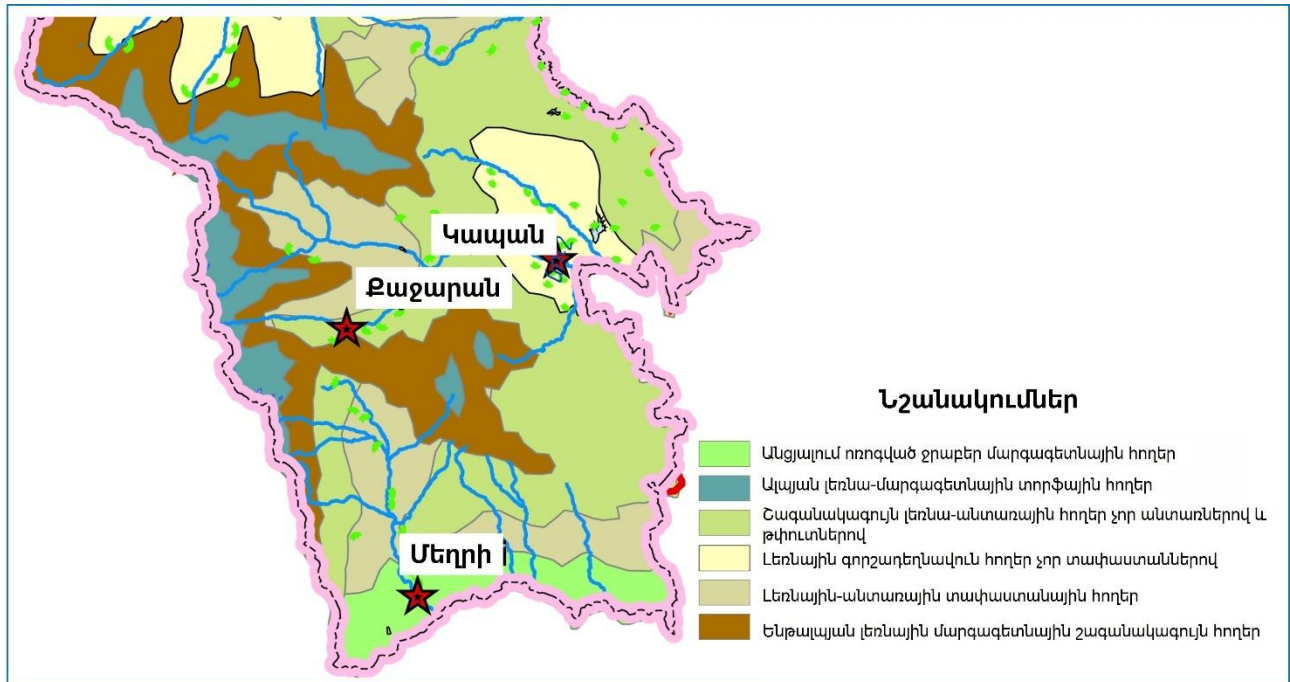 Կապան
Քաջարան
Մեղրի
Նշանակումներ
Անցյալում ոռոգված ջրաբեր մարգագետնային հողեր
Ալպյան լեռնա-մարգագետնային տորֆային հողեր
Շագանակագույն լեռնա-անտառային հողեր չոր անտառներով և
թփուտներով
Լեռնային գորշադեղնավուն հողեր չոր տափաստաններով
Լեռնային-անտառային տափաստանային հողեր
Ենթալպյան լեռնային մարգագետնային շագանակագույն հողեր